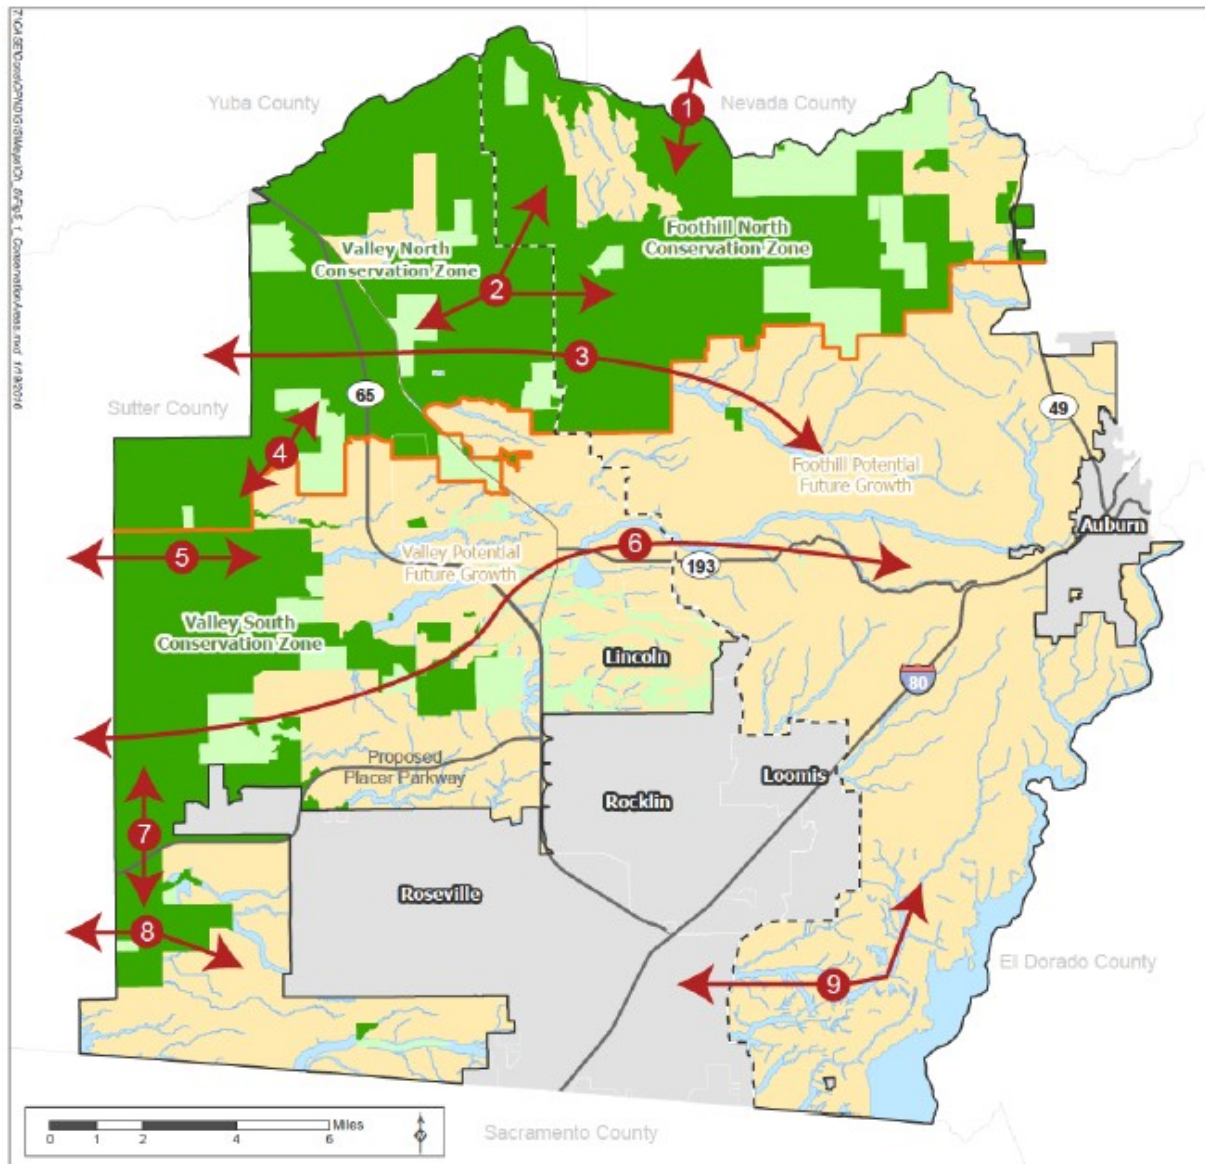 Yuba County
1
Nevada County
Foothill North
Conservation Zone
Valley North
Conservation Zone
2
3
65
Sutter County
49
4
Foothill Potential
Future Growth
Auburn
5
6
Valley Potential
Future Growth
193
Valley South
Conservation Zone
Lincoln
80
Proposed
Placer Parkway
Loomis
Rocklin
7
Roseville
8
9
El Dorado County
Miles
0 1 2 4 6
N
Sacramento County